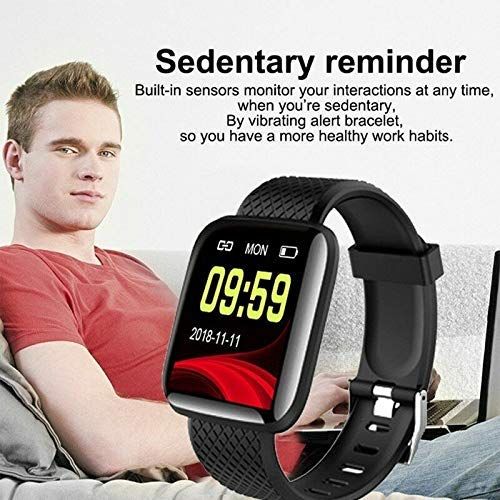 Sedentary reminder
Built-in sensors monitor your interactions at any time,
when you're sedentary,
By vibrating alert bracelet,
so you have a more healthy work habits.
MON
09:59
2018-11-11